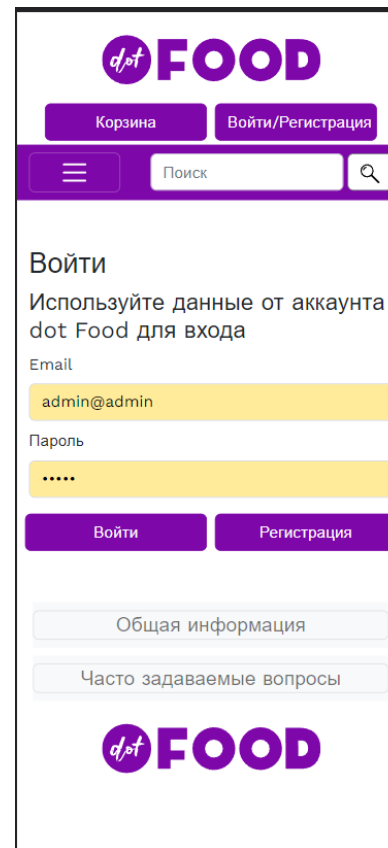 dot FOOD
Корзина
Войти/Регистрация
Поиск
Войти
Используйте данные от аккаунта
dot Food для входа
Email
admin@admin
Пароль
•••••
Войти
Регистрация
Общая информация
Часто задаваемые вопросы
dot FOOD